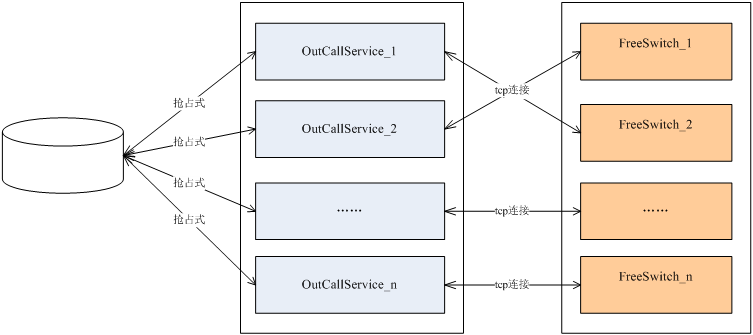 OutCallService_1
FreeSwitch_1
抢占式
tcp连接
抢占式
OutCallService_2
FreeSwitch_2
抢占式
……
tcp连接
……
抢占式
OutCallService_n
tcp连接
FreeSwitch_n